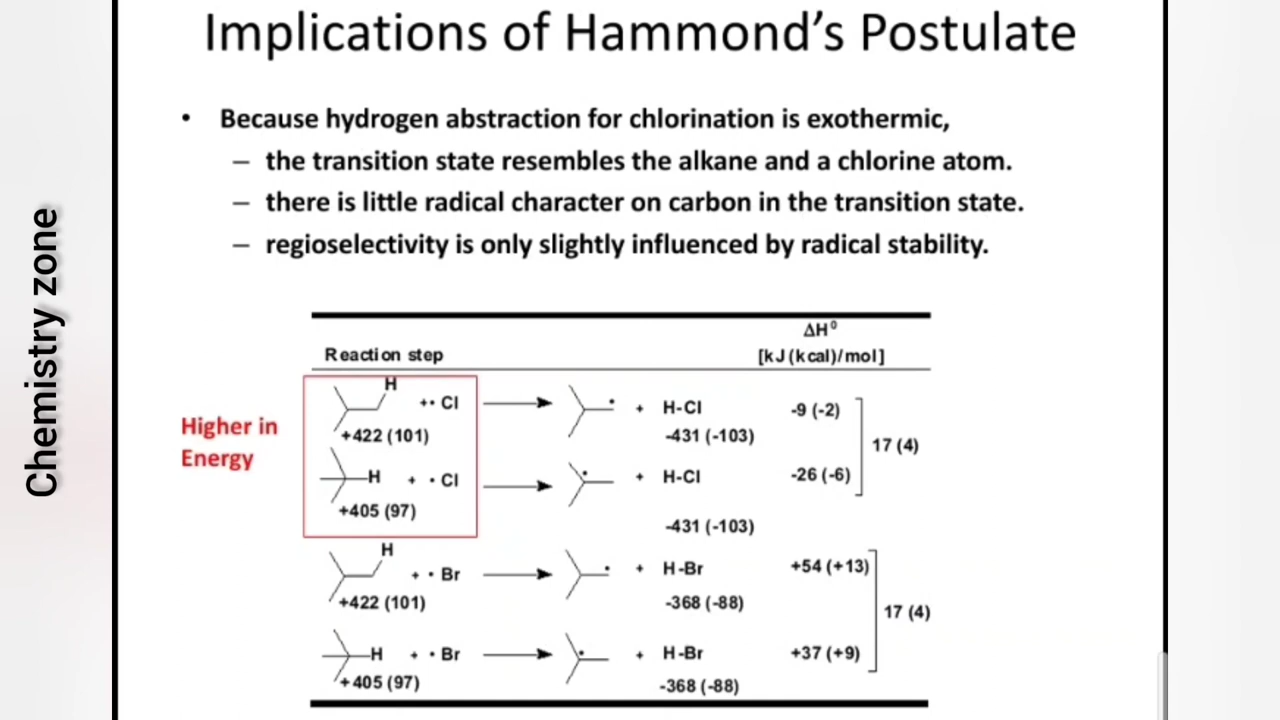 Implications of Hammond's Postulate
• Because hydrogen abstraction for chlorination is exothermic,
– the transition state resembles the alkane and a chlorine atom.
– there is little radical character on carbon in the transition state.
– regioselectivity is only slightly influenced by radical stability.
Chemistry zone
ΔH⁰
Reaction step [kJ(kcal)/mol]
Higher in
Energy
H
+• Cl + H-Cl -9 (-2)
+422 (101) -431 (-103)
17 (4)
H + • Cl + H-Cl -26 (-6)
+405 (97)
-431 (-103)
H
+ • Br + H-Br +54 (+13)
+422 (101) -368 (-88)
17 (4)
H + • Br + H-Br +37 (+9)
+405 (97) -368 (-88)